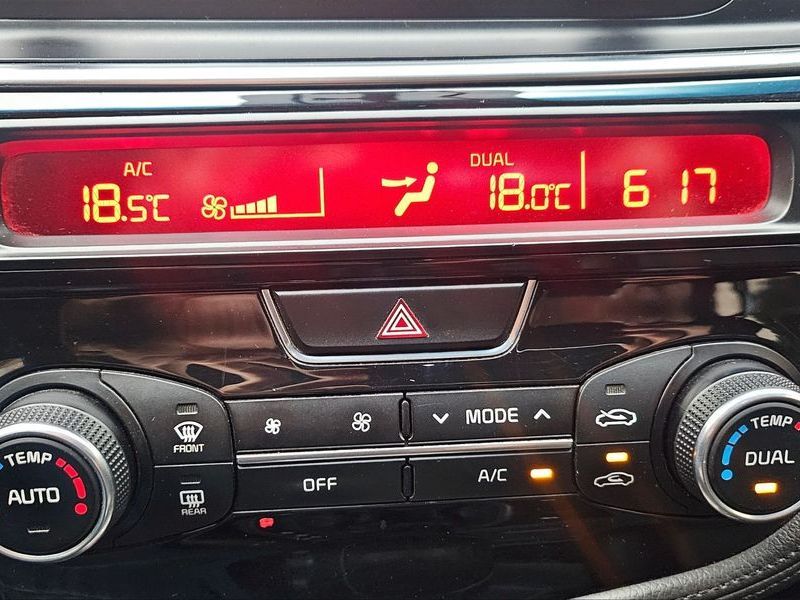 A/C
18.5°C
DUAL
18.0°C
6 17
FRONT
MODE
TEMP
AUTO
REAR
OFF
A/C
TEMP
DUAL